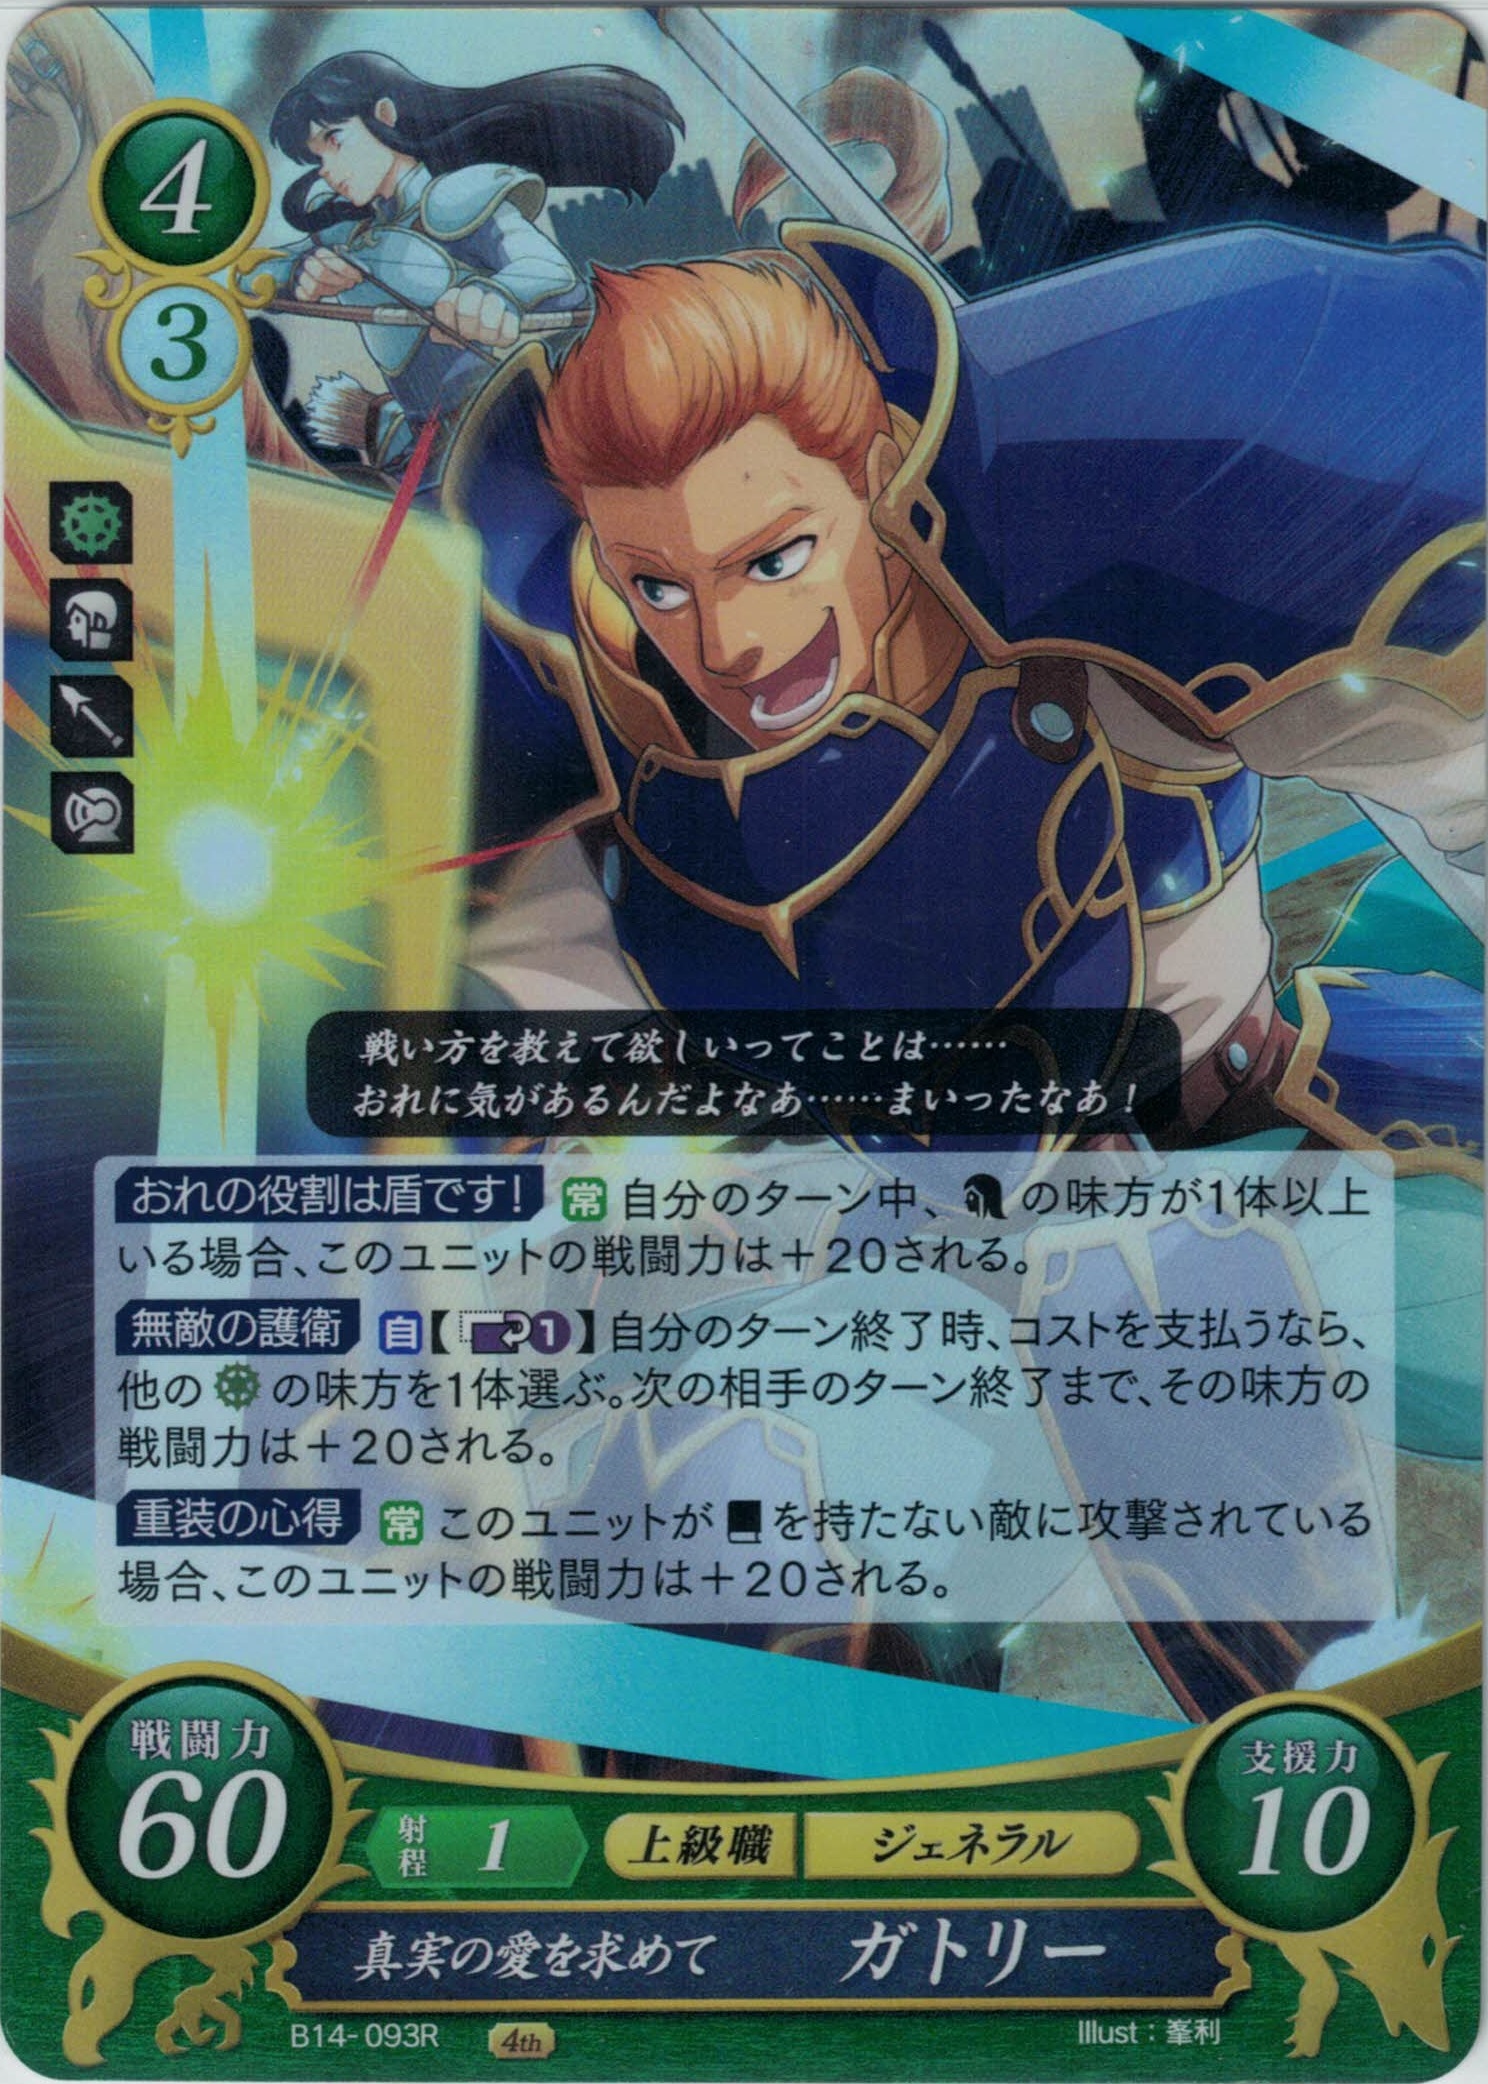 4
3
戦い方を教えて欲しいってことは……
おれに気があるんだよなあ……まいったなあ！
おれの役割は盾です！ 常 自分のターン中、の味方が1体以上
いる場合、このユニットの戦闘力は＋20される。
無敵の護衛 自【1】自分のターン終了時、コストを支払うなら、
他の の味方を1体選ぶ。次の相手のターン終了まで、その味方の
戦闘力は＋20される。
重装の心得 常 このユニットが を持たない敵に攻撃されている
場合、このユニットの戦闘力は＋20される。
戦闘力
60
射程 1
上級職 ジェネラル
支援力
10
真実の愛を求めて ガトリー
B14-093R 4th Illust：峯利